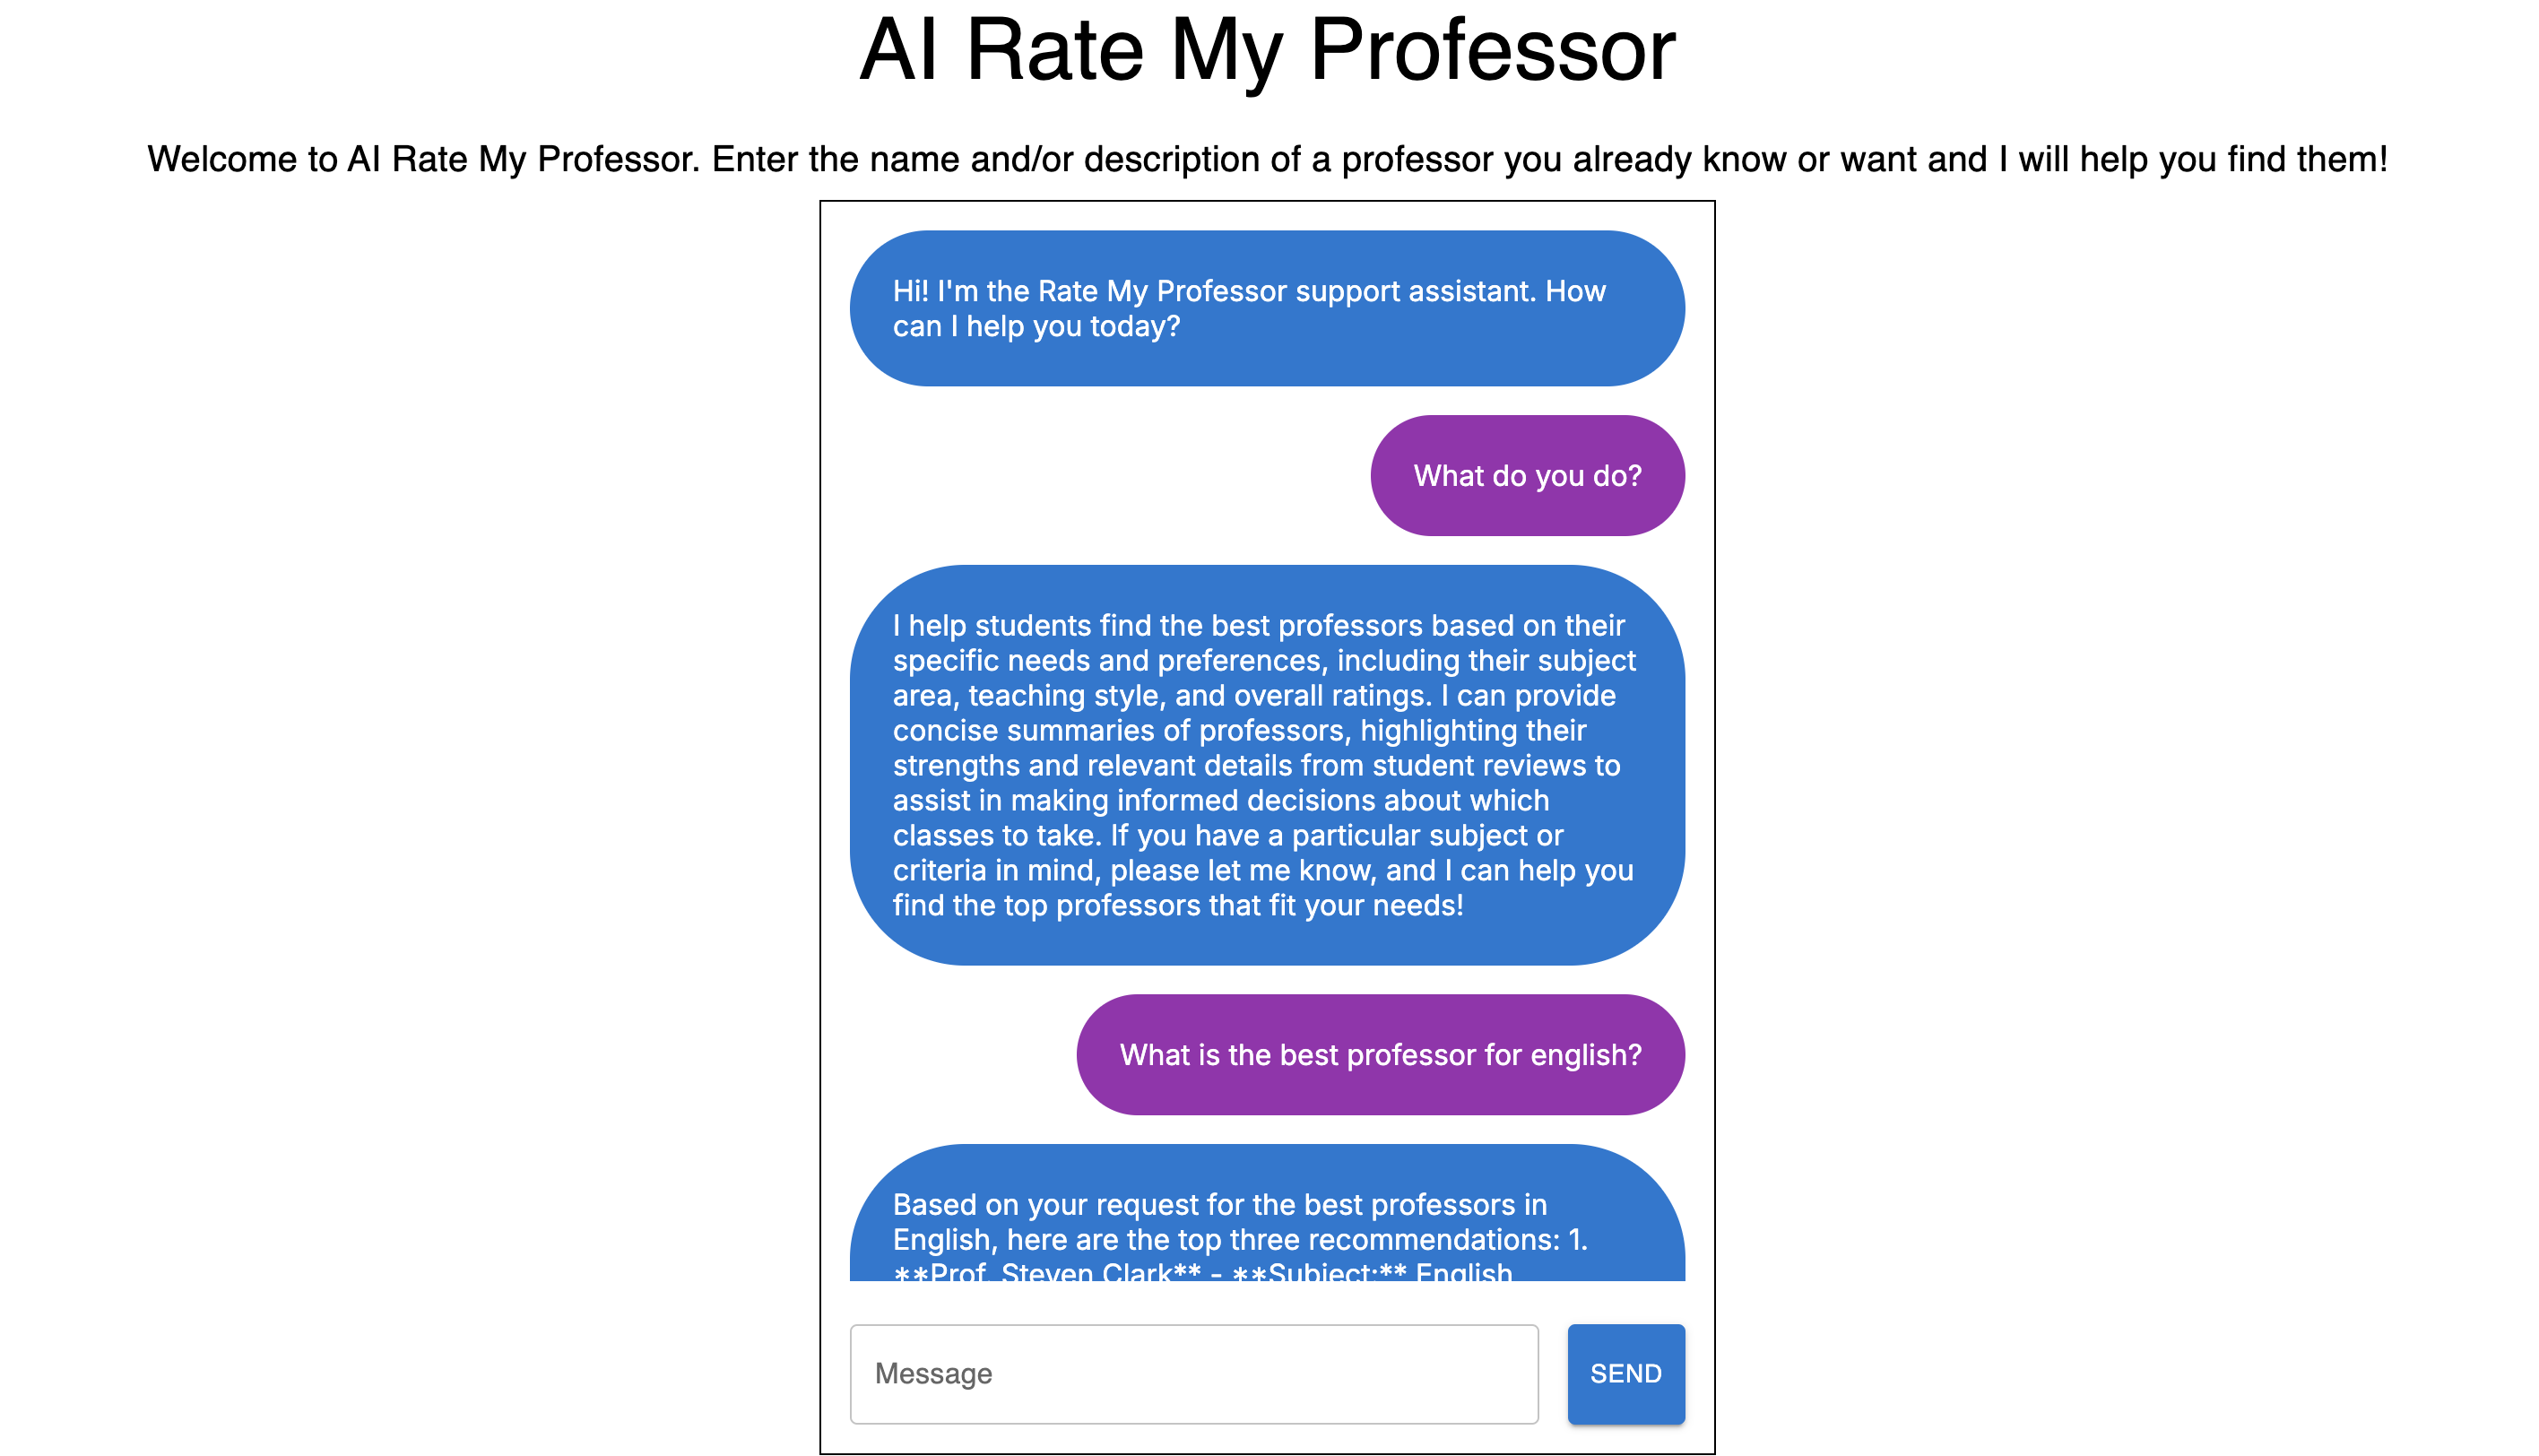 AI Rate My Professor
Welcome to AI Rate My Professor. Enter the name and/or description of a professor you already know or want and I will help you find them!
Hi! I'm the Rate My Professor support assistant. How
can I help you today?
What do you do?
I help students find the best professors based on their
specific needs and preferences, including their subject
area, teaching style, and overall ratings. I can provide
concise summaries of professors, highlighting their
strengths and relevant details from student reviews to
assist in making informed decisions about which
classes to take. If you have a particular subject or
criteria in mind, please let me know, and I can help you
find the top professors that fit your needs!
What is the best professor for english?
Based on your request for the best professors in
English, here are the top three recommendations: 1.
**Prof. Steven Clark** - **Subject:** English
Message
SEND